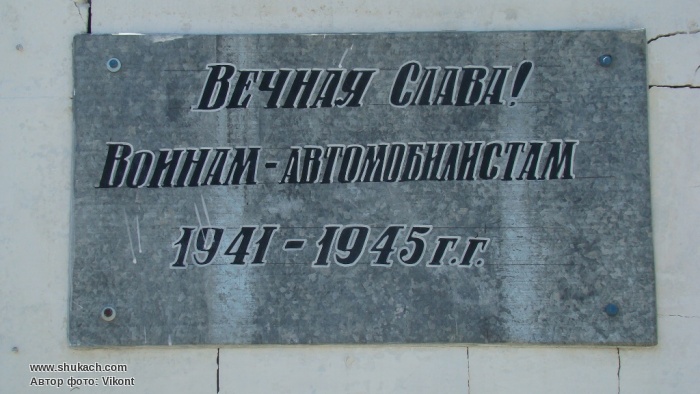 Вечная Слава!
Воинам - автомобилистам
1941 - 1945 г.г.
www.shukach.com
Автор фото: Vikont